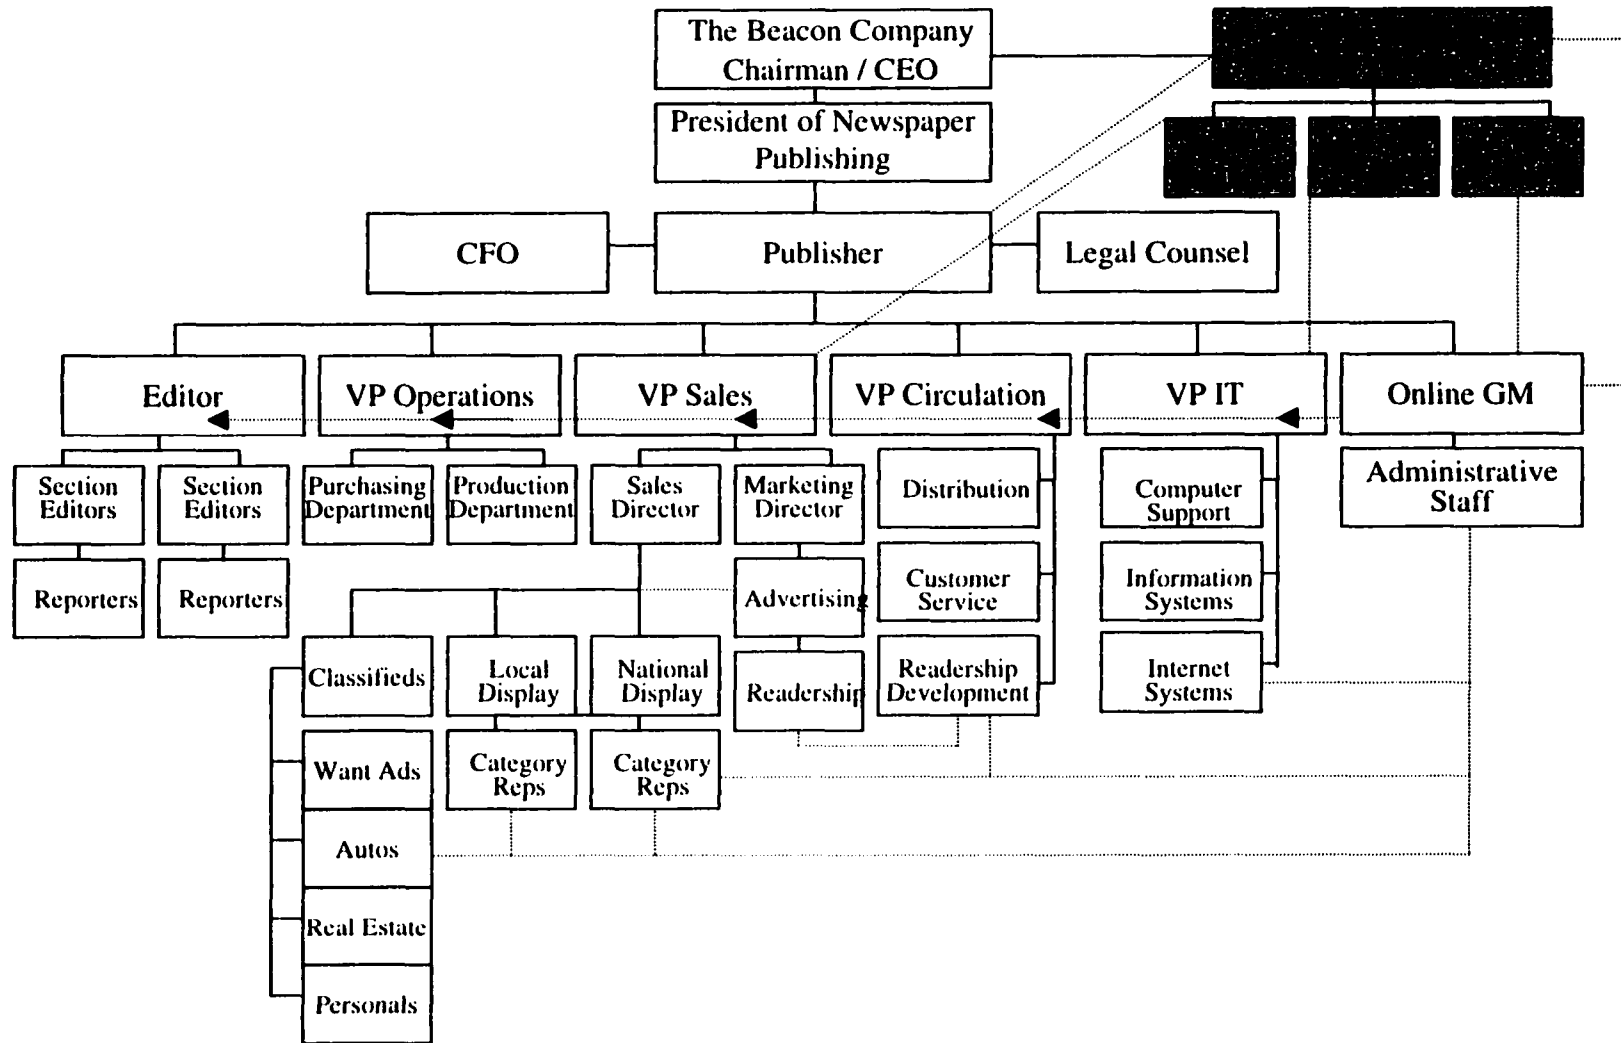 The Beacon Company
Chairman / CEO
President of Newspaper
Publishing
CFO
Publisher
Legal Counsel
Editor
VP Operations
VP Sales
VP Circulation
VP IT
Online GM
Section
Editors
Section
Editors
Purchasing
Department
Production
Department
Sales
Director
Marketing
Director
Distribution
Computer
Support
Administrative
Staff
Reporters
Reporters
Advertising
Customer
Service
Information
Systems
Classifieds
Local
Display
National
Display
Readership
Readership
Development
Internet
Systems
Want Ads
Category
Reps
Category
Reps
Autos
Real Estate
Personals